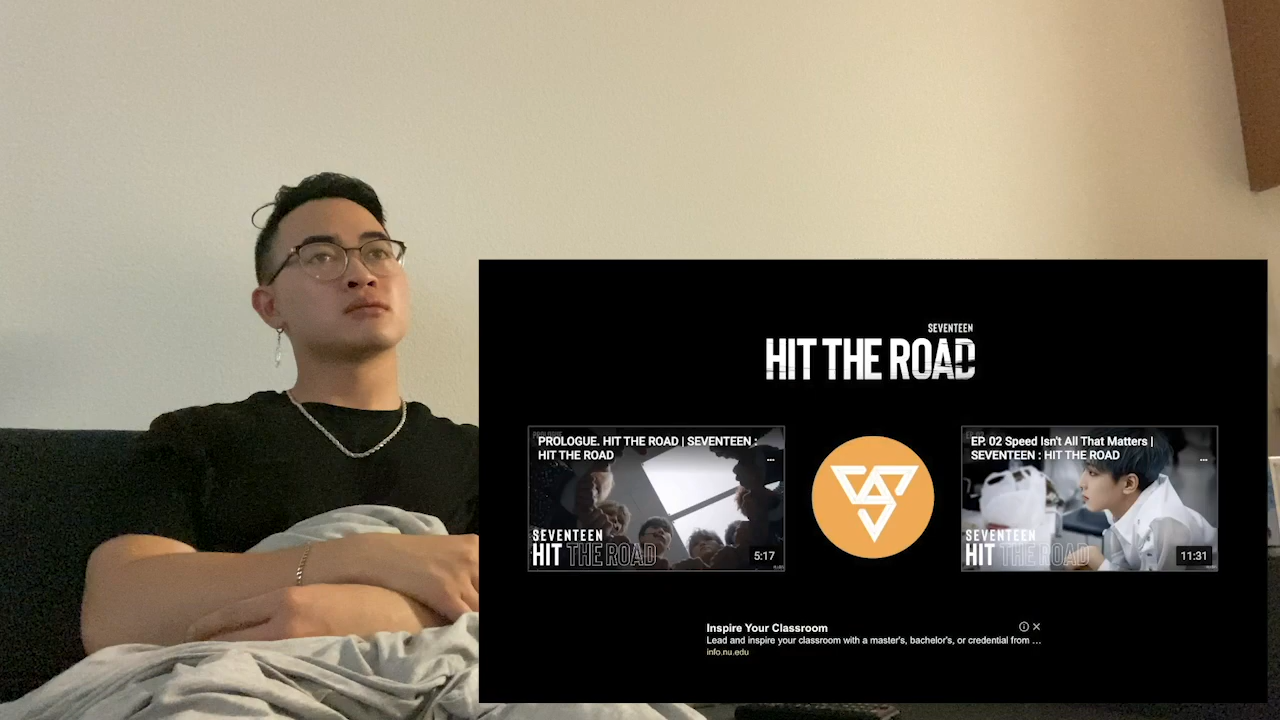 SEVENTEEN
HIT THE ROAD
PROLOGUE. HIT THE ROAD | SEVENTEEN :
HIT THE ROAD
SEVENTEEN
HIT THE ROAD
5:17
EP. 02 Speed Isn't All That Matters |
SEVENTEEN : HIT THE ROAD
SEVENTEEN
HIT THE ROAD
11:31
Inspire Your Classroom
Lead and inspire your classroom with a master's, bachelor's, or credential from ...
info.nu.edu